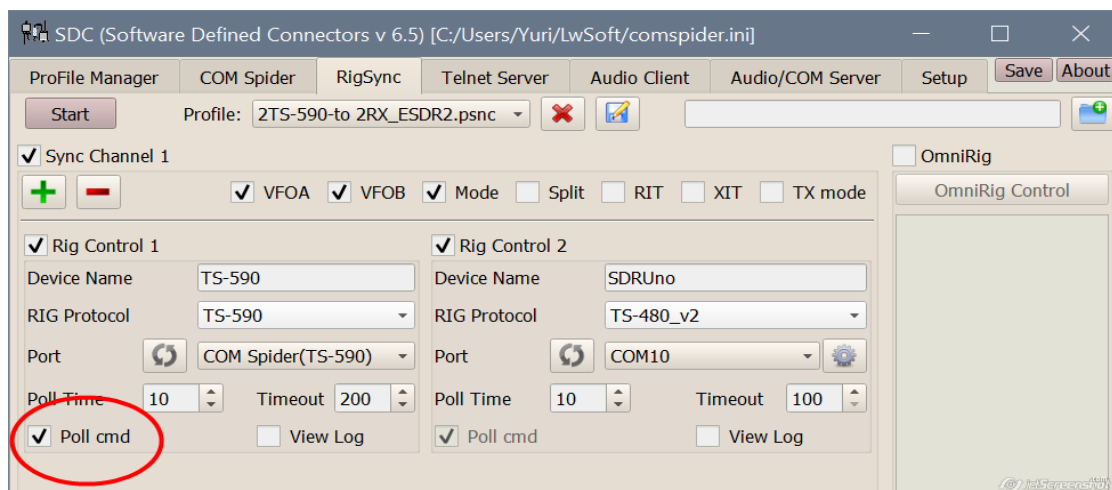 SDC (Software Defined Connectors v 6.5) [C:/Users/Yuri/LwSoft/comspider.ini]
ProFile Manager COM Spider RigSync Telnet Server Audio Client Audio/COM Server Setup Save About
Start Profile: 2TS-590-to 2RX_ESDR2.psnc
Sync Channel 1 OmniRig
VFOA VFOB Mode Split RIT XIT TX mode OmniRig Control
Rig Control 1 Rig Control 2
Device Name TS-590 Device Name SDRUno
RIG Protocol TS-590 RIG Protocol TS-480_v2
Port COM Spider(TS-590) Port COM10
Poll Time 10 Timeout 200 Poll Time 10 Timeout 100
Poll cmd View Log Poll cmd View Log